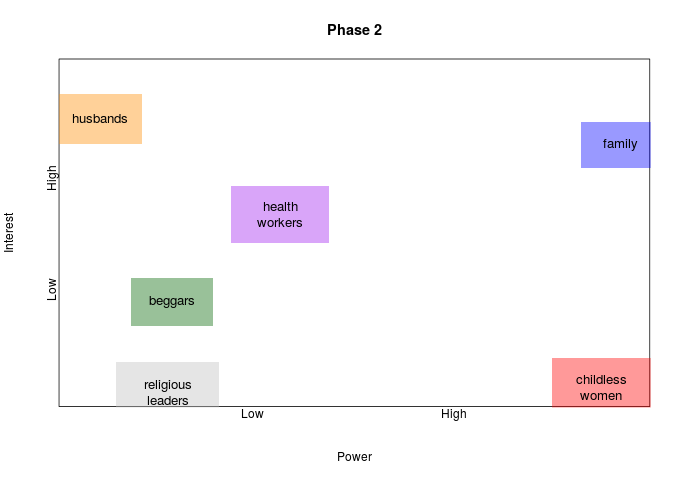 Phase 2
husbands
family
High
health
workers
Interest
Low
beggars
religious
leaders
childless
women
Low
High
Power